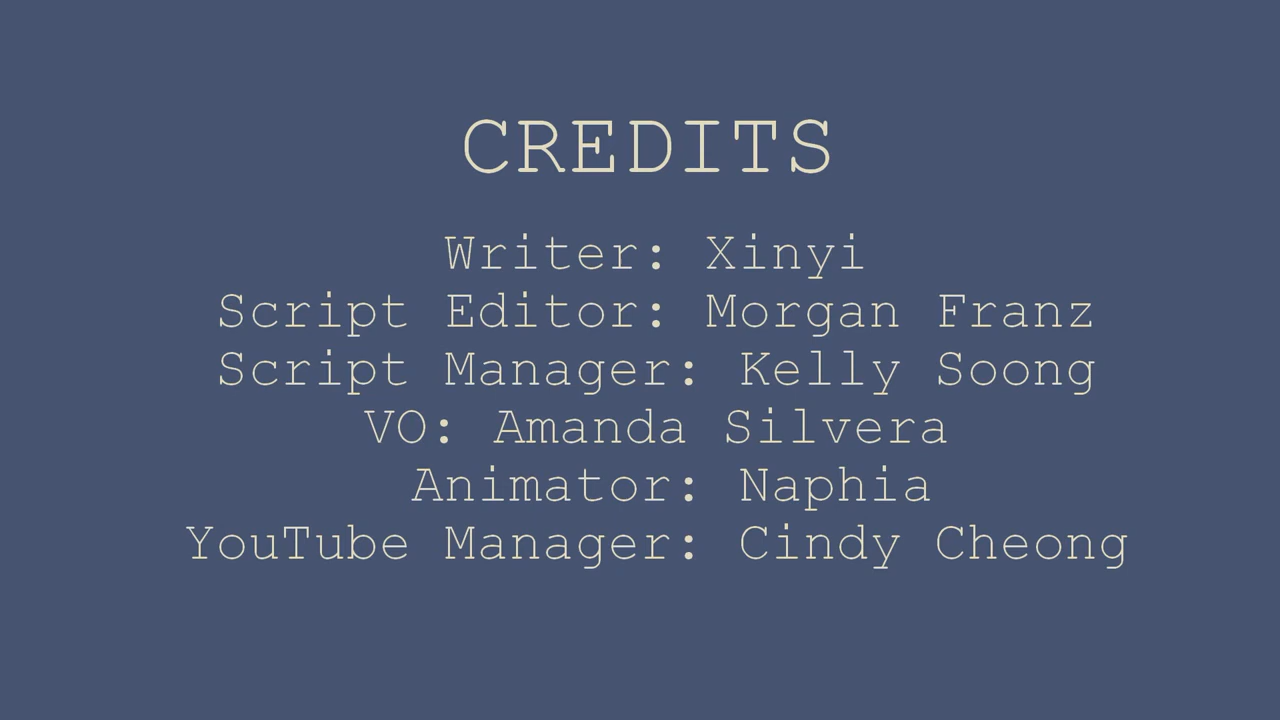 CREDITS
Writer: Xinyi
Script Editor: Morgan Franz
Script Manager: Kelly Soong
VO: Amanda Silvera
Animator: Naphia
YouTube Manager: Cindy Cheong